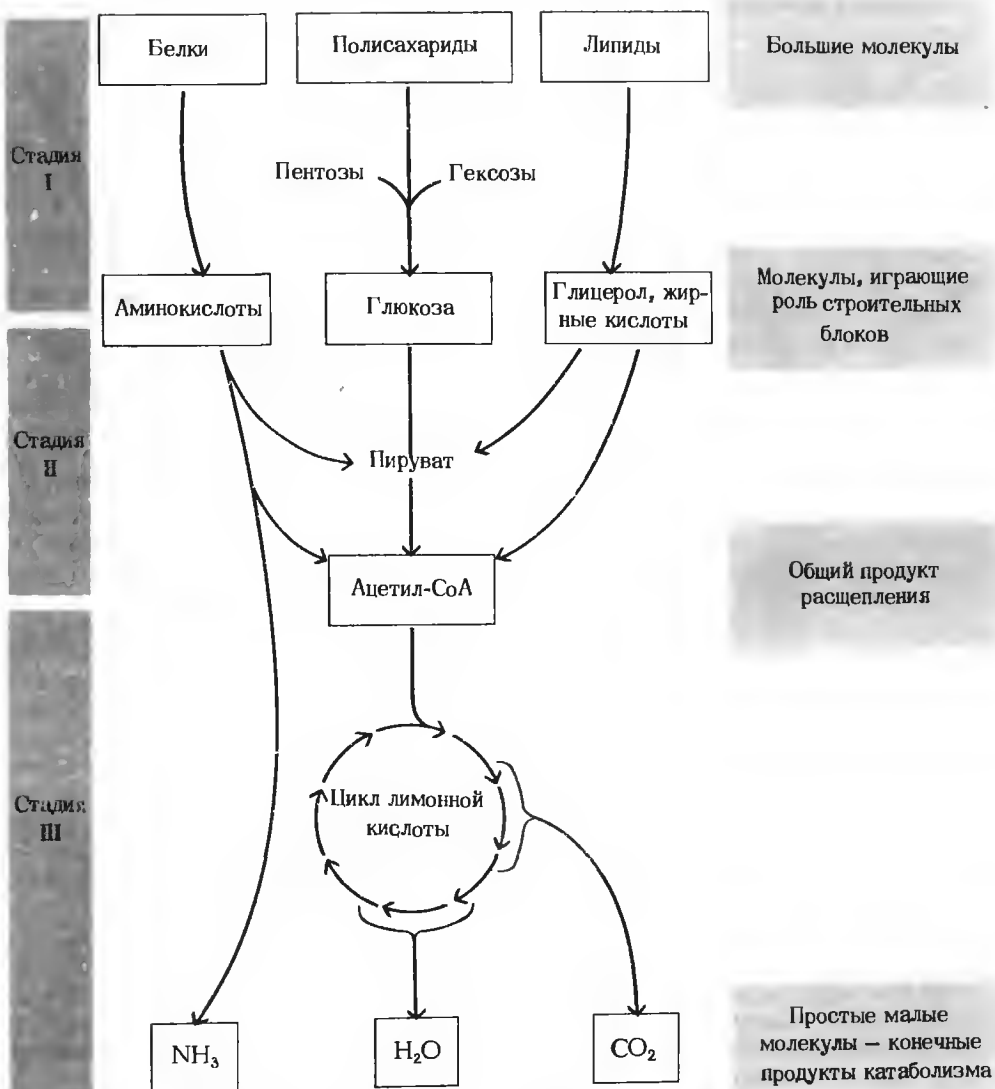 Белки
Полисахариды
Липиды
Большие молекулы
Стадия
I
Пентозы
Гексозы
Аминокислоты
Глюкоза
Глицерол, жир-
ные кислоты
Молекулы, играющие
роль строительных
блоков
Стадия
II
Пируват
Ацетил-CoA
Общий продукт
расщепления
Стадия
III
Цикл лимонной
кислоты
NH₃
H₂O
CO₂
Простые малые
молекулы – конечные
продукты катаболизма